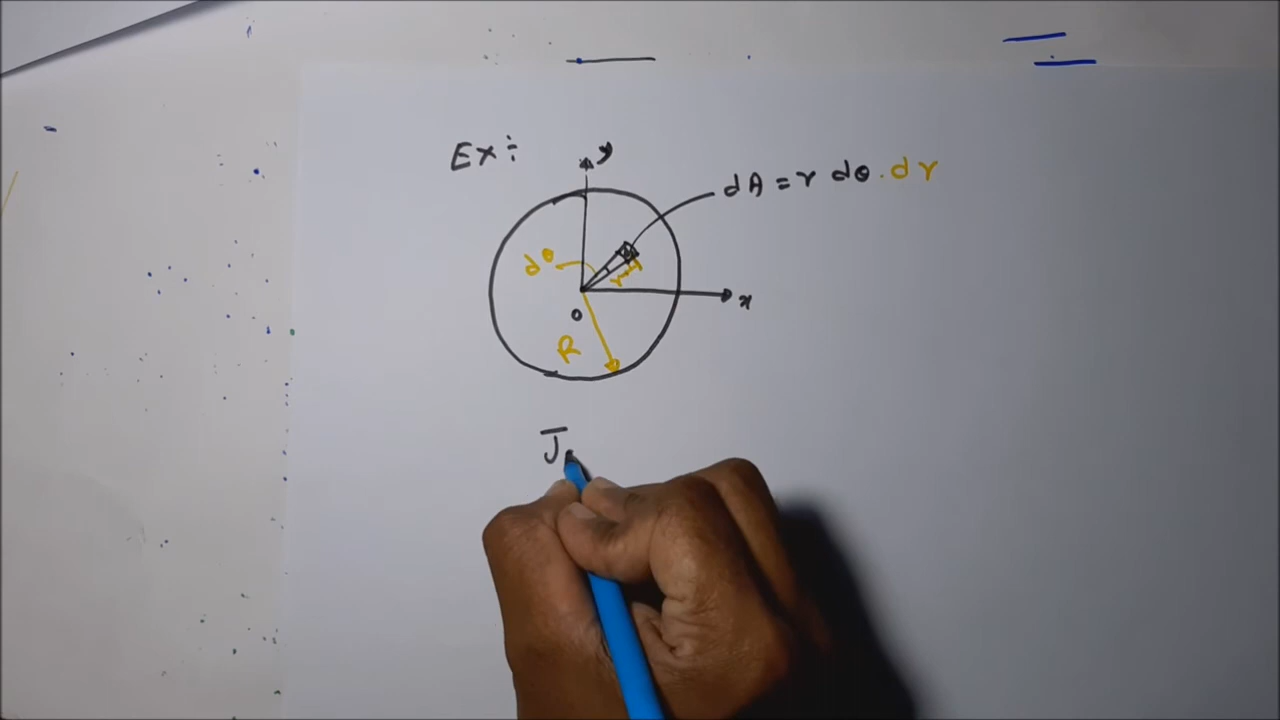 Ex ÷
y
dA = r dθ . dr
dθ
r
x
o
R
J̅